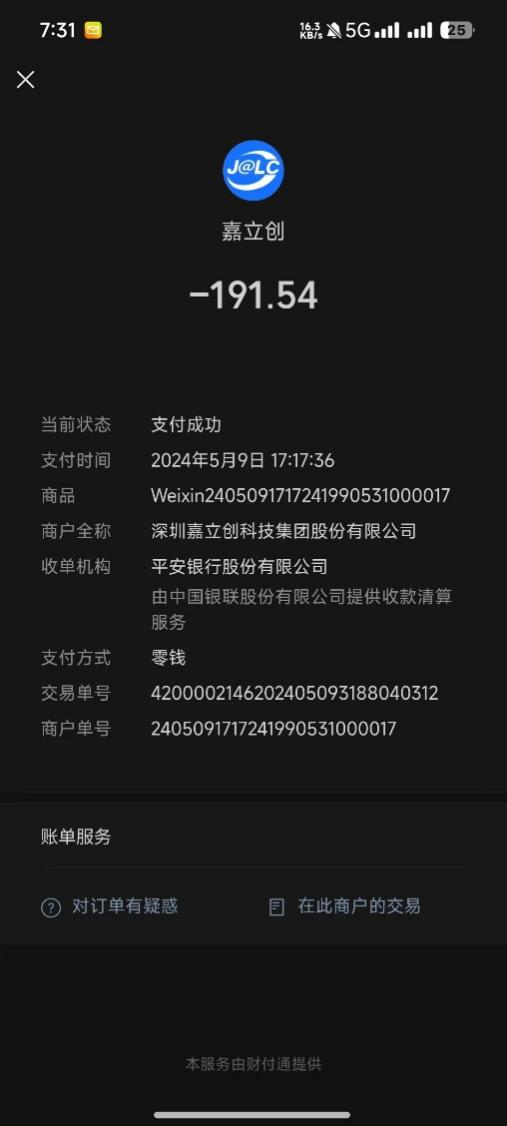 7:31
16.3 KB/s 5G 25
J@LC
嘉立创
-191.54
当前状态 支付成功
支付时间 2024年5月9日 17:17:36
商品 Weixin2405091717241990531000017
商户全称 深圳嘉立创科技集团股份有限公司
收单机构 平安银行股份有限公司
由中国银联股份有限公司提供收款清算
服务
支付方式 零钱
交易单号 4200002146202405093188040312
商户单号 2405091717241990531000017
账单服务
对订单有疑惑 在此商户的交易
本服务由财付通提供